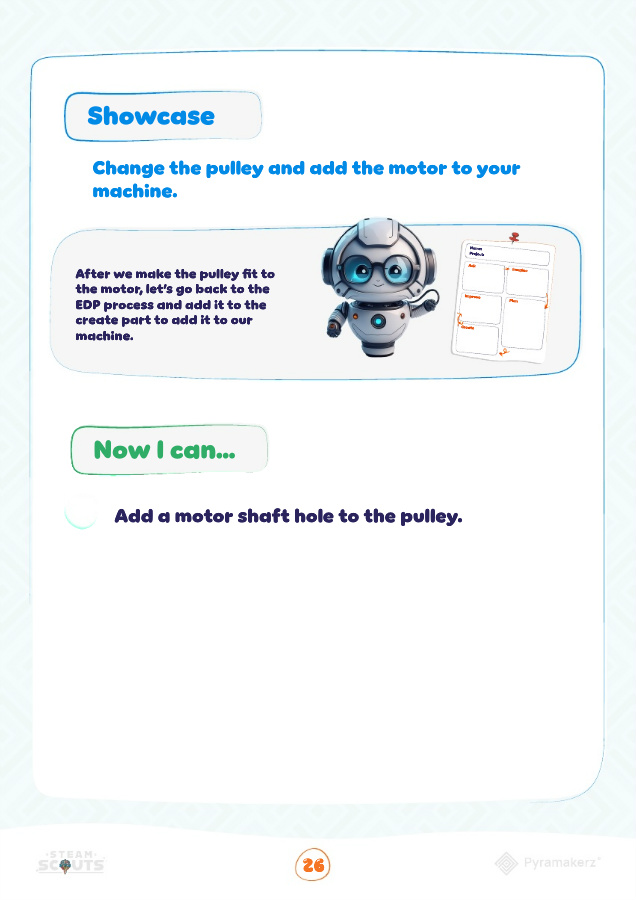 Showcase
Change the pulley and add the motor to your
machine.
After we make the pulley fit to
the motor, let's go back to the
EDP process and add it to the
create part to add it to our
machine.
Name
Project
Ask
Imagine
Improve
Plan
Create
Now I can...
Add a motor shaft hole to the pulley.
STEAM
SCOUTS
26
Pyramakerz